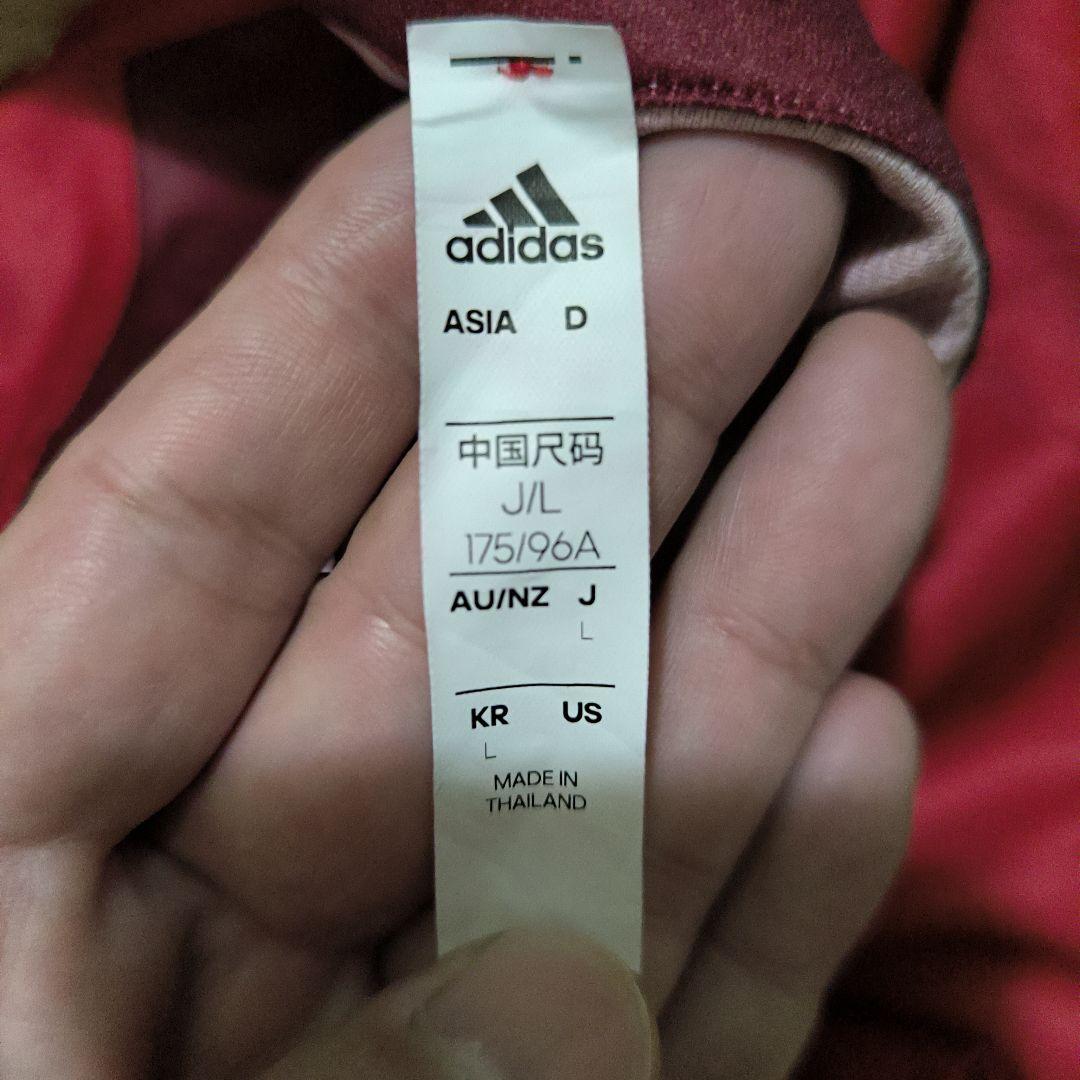 adidas
ASIA D
中国尺码
J/L
175/96A
AU/NZ J
L
KR US
L
MADE IN
THAILAND